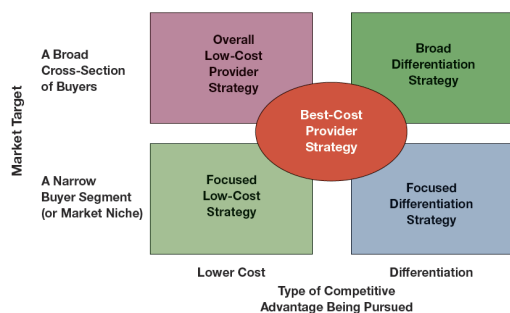 Overall
Low-Cost
Provider
Strategy
Broad
Differentiation
Strategy
A Broad
Cross-Section
of Buyers
Market Target
Best-Cost
Provider
Strategy
A Narrow
Buyer Segment
(or Market Niche)
Focused
Low-Cost
Strategy
Focused
Differentiation
Strategy
Lower Cost
Differentiation
Type of Competitive
Advantage Being Pursued